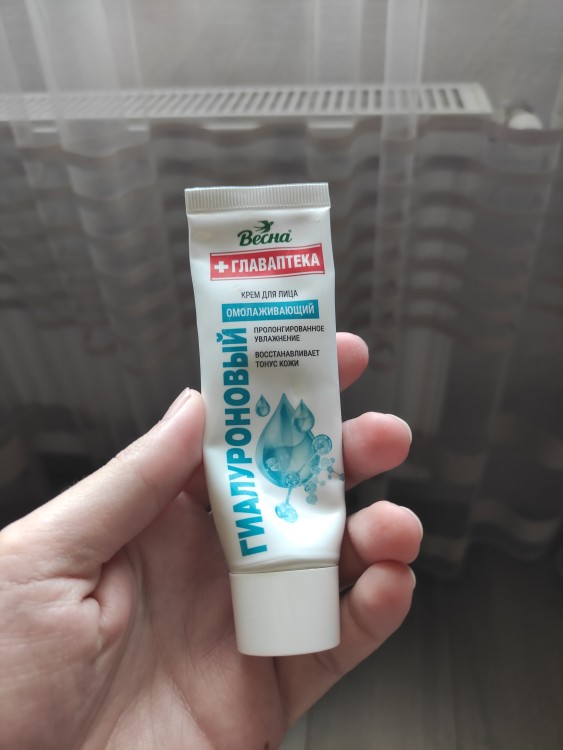 Весна
+ГЛАВАПТЕКА
КРЕМ ДЛЯ ЛИЦА
ОМОЛАЖИВАЮЩИЙ
ПРОЛОНГИРОВАННОЕ
УВЛАЖНЕНИЕ
ВОССТАНАВЛИВАЕТ
ТОНУС КОЖИ
ГИАЛУРОНОВЫЙ